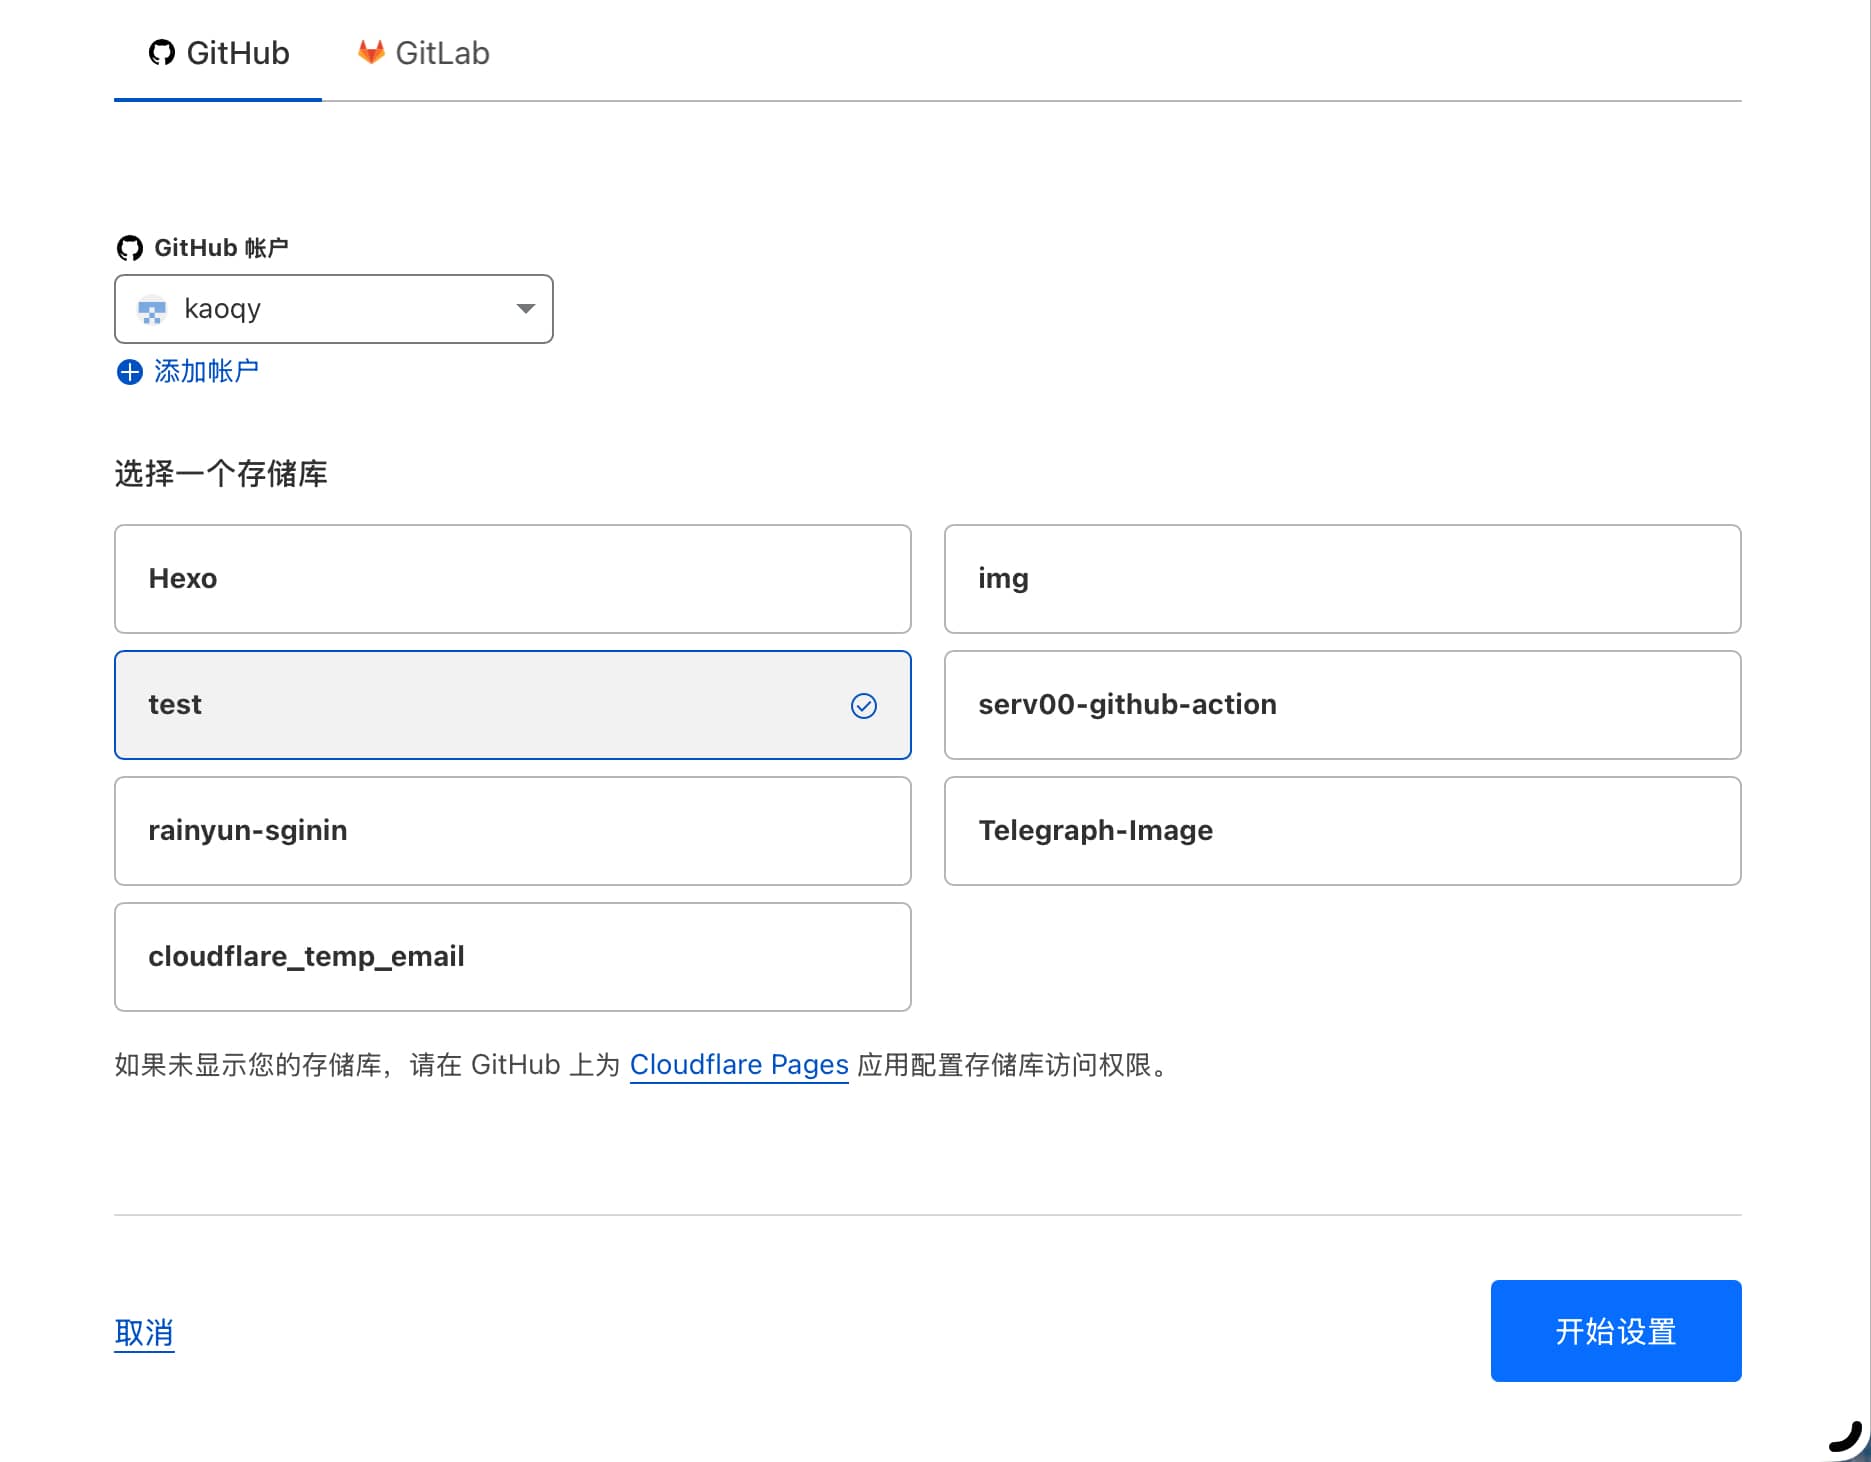 GitHub
GitLab
GitHub 帐户
kaoqy
添加帐户
选择一个存储库
Hexo
img
test
serv00-github-action
rainyun-sginin
Telegraph-Image
cloudflare_temp_email
如果未显示您的存储库，请在 GitHub 上为 Cloudflare Pages 应用配置存储库访问权限。
取消
开始设置